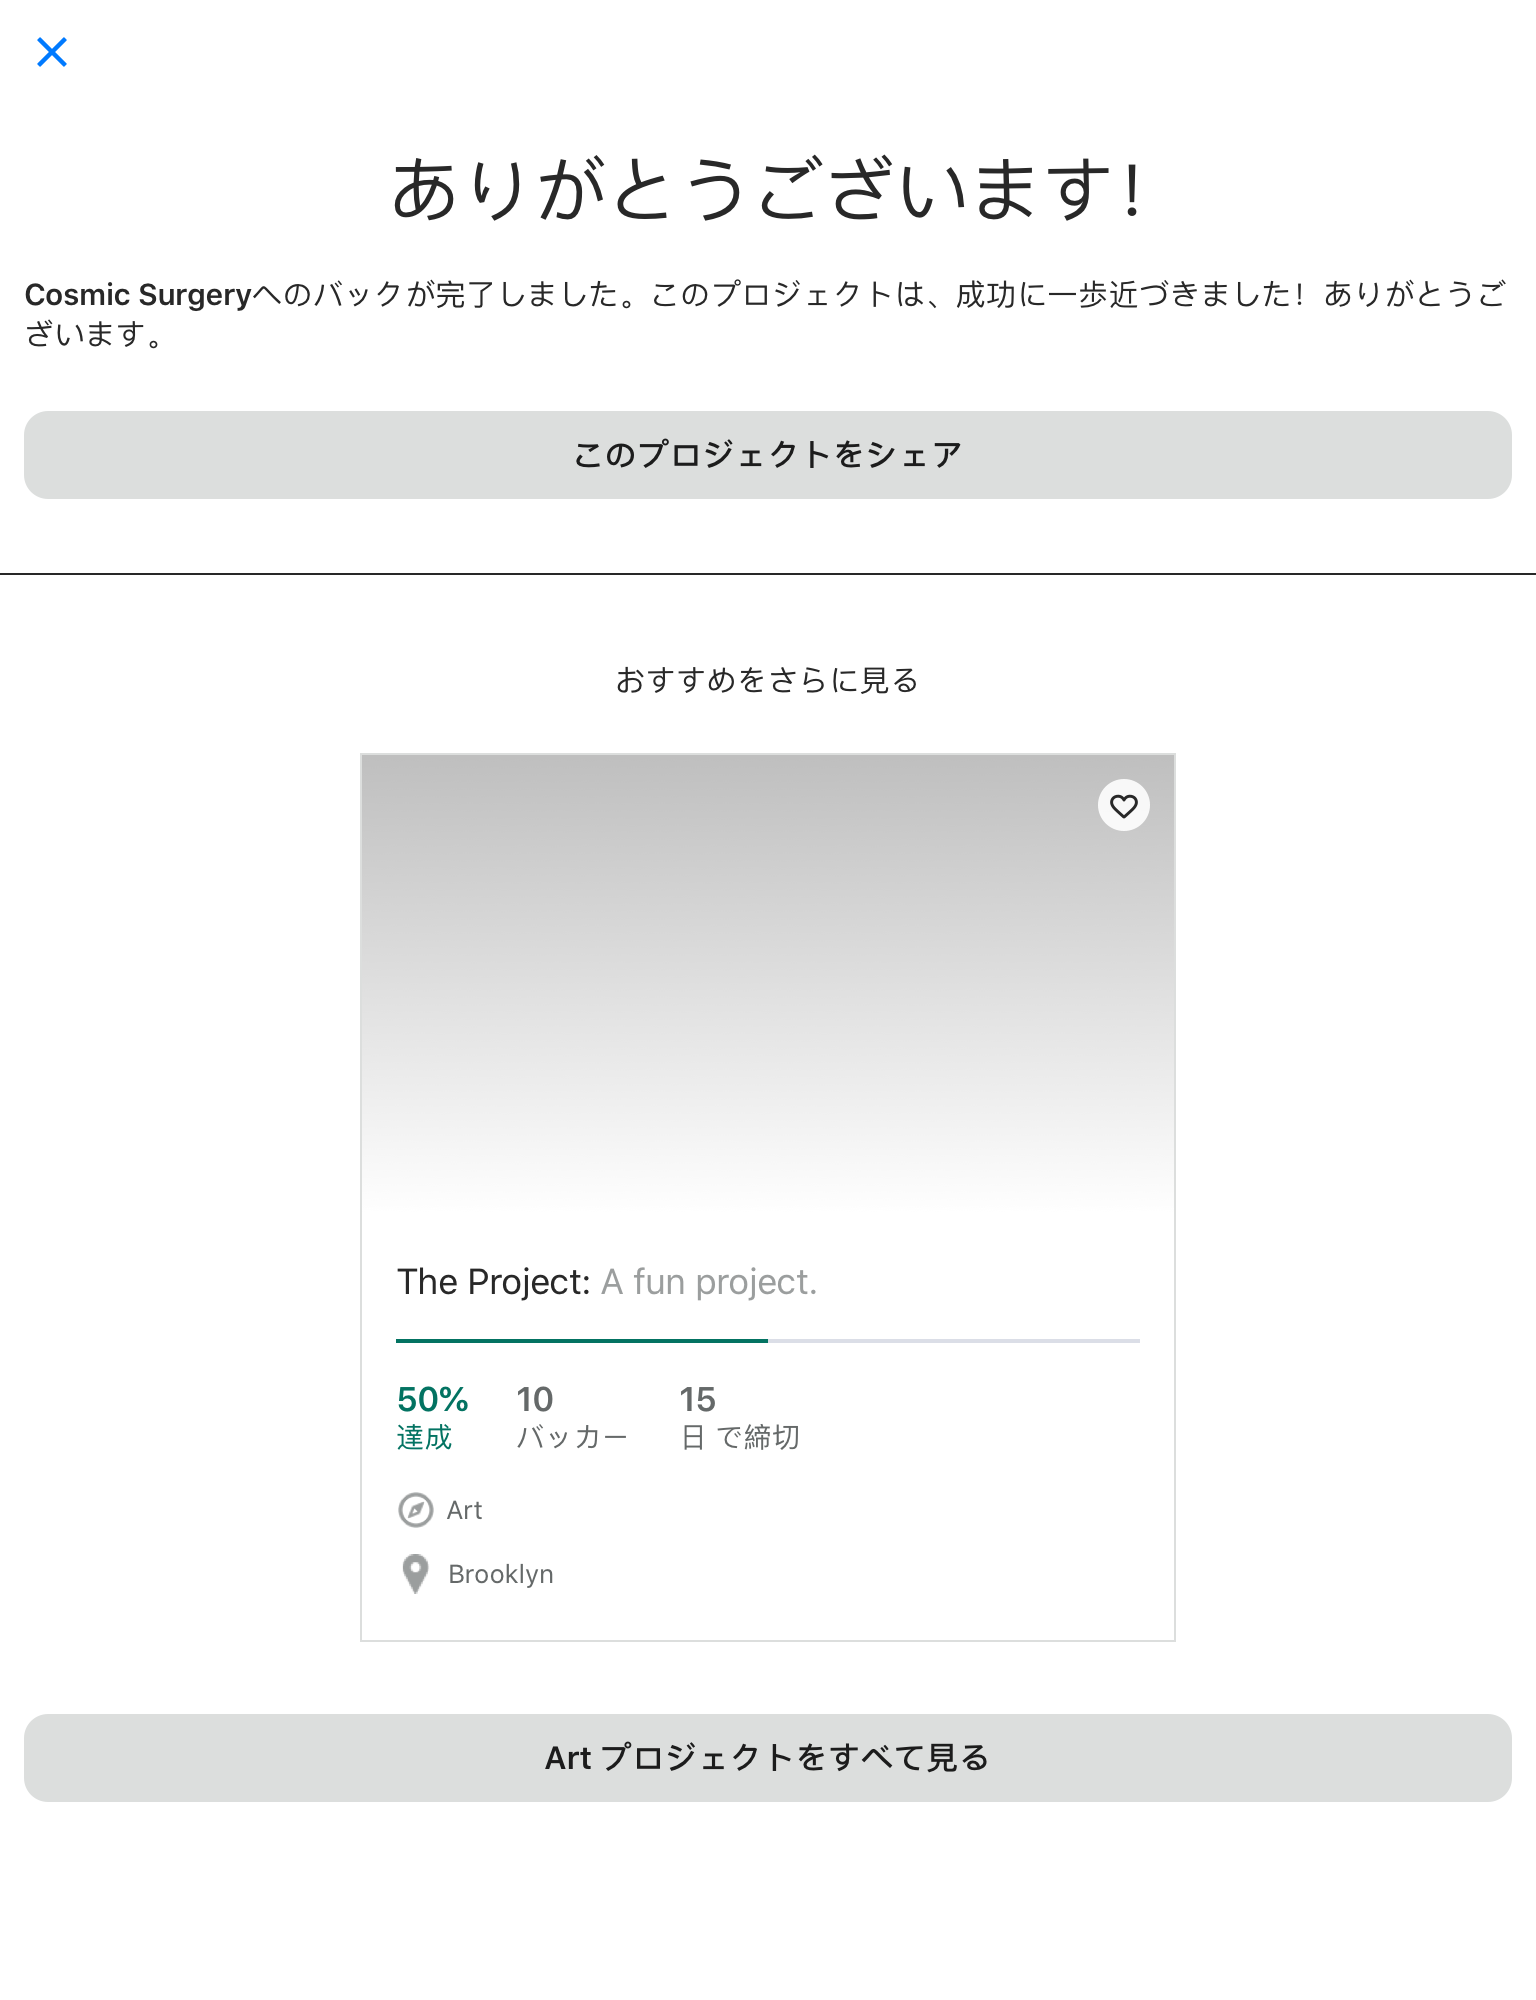 ありがとうございます！
Cosmic Surgeryへのバックが完了しました。このプロジェクトは、成功に一歩近づきました！ありがとうご
ざいます。
このプロジェクトをシェア
おすすめをさらに見る
The Project: A fun project.
50% 10 15
達成 バッカー 日 で締切
Art
Brooklyn
Art プロジェクトをすべて見る